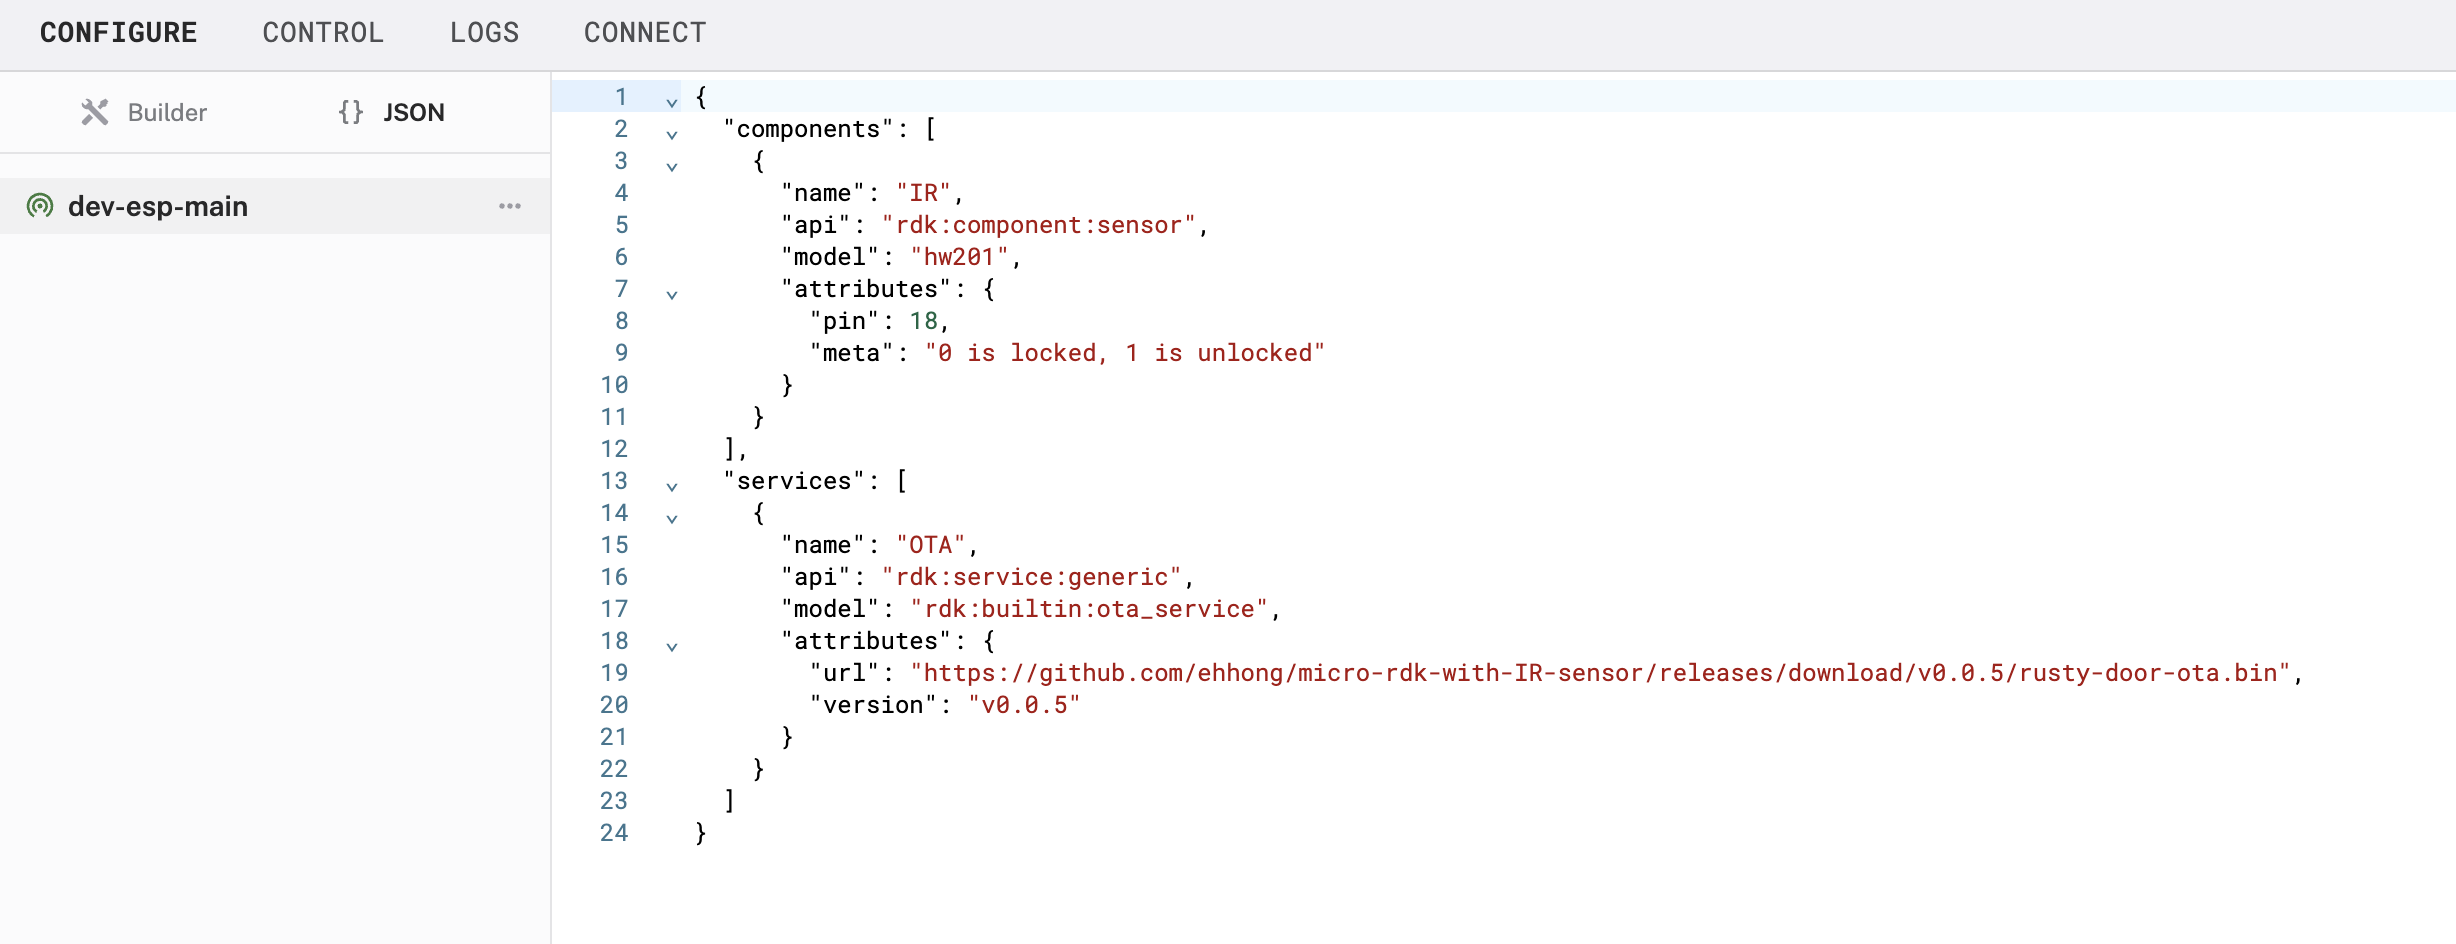 CONFIGURE CONTROL LOGS CONNECT
Builder {} JSON
dev-esp-main ...
1 {
2 "components": [
3 {
4 "name": "IR",
5 "api": "rdk:component:sensor",
6 "model": "hw201",
7 "attributes": {
8 "pin": 18,
9 "meta": "0 is locked, 1 is unlocked"
10 }
11 }
12 ],
13 "services": [
14 {
15 "name": "OTA",
16 "api": "rdk:service:generic",
17 "model": "rdk:builtin:ota_service",
18 "attributes": {
19 "url": "https://github.com/ehhong/micro-rdk-with-IR-sensor/releases/download/v0.0.5/rusty-door-ota.bin",
20 "version": "v0.0.5"
21 }
22 }
23 ]
24 }